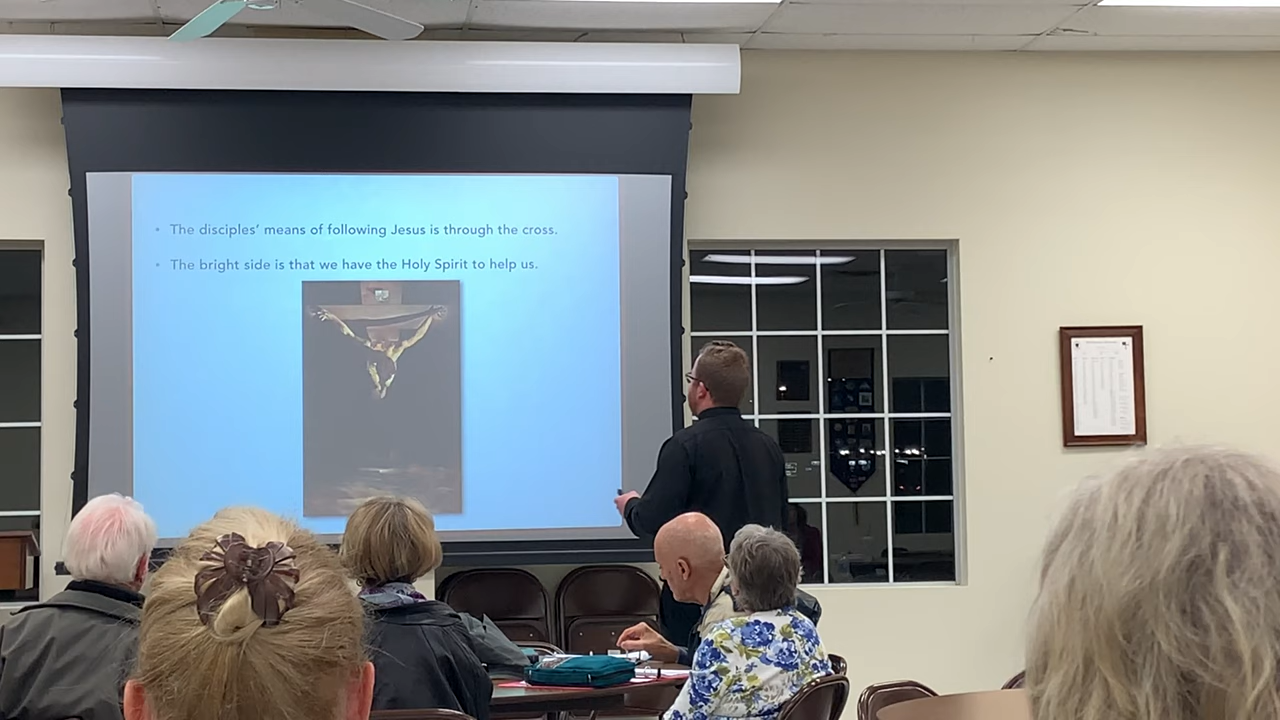 • The disciples’ means of following Jesus is through the cross.
• The bright side is that we have the Holy Spirit to help us.